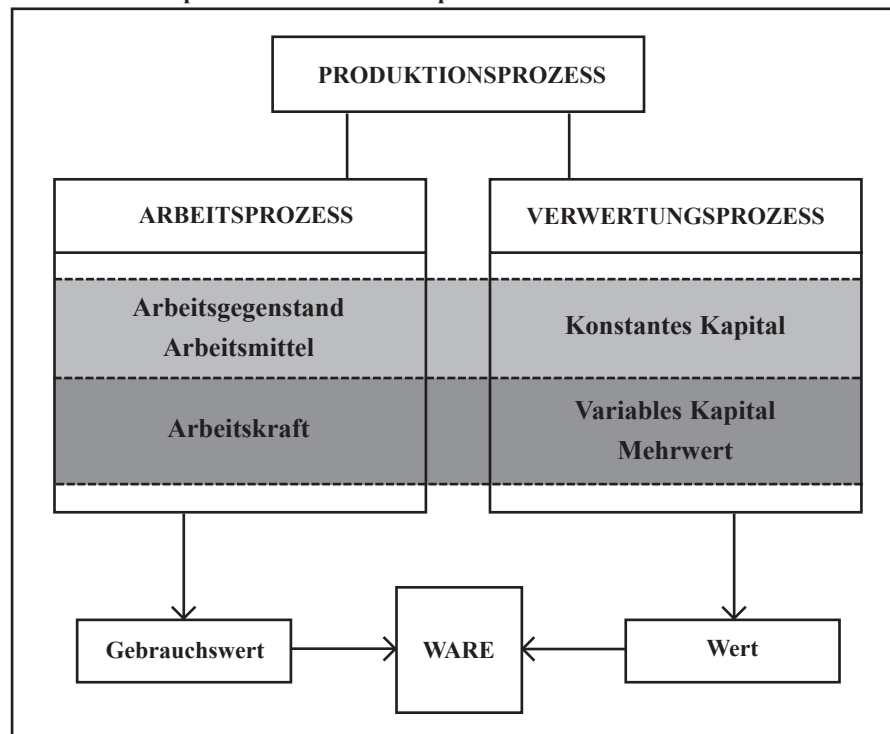 PRODUKTIONSPROZESS
ARBEITSPROZESS
VERWERTUNGSPROZESS
Arbeitsgegenstand
Arbeitsmittel
Konstantes Kapital
Arbeitskraft
Variables Kapital
Mehrwert
Gebrauchswert
WARE
Wert